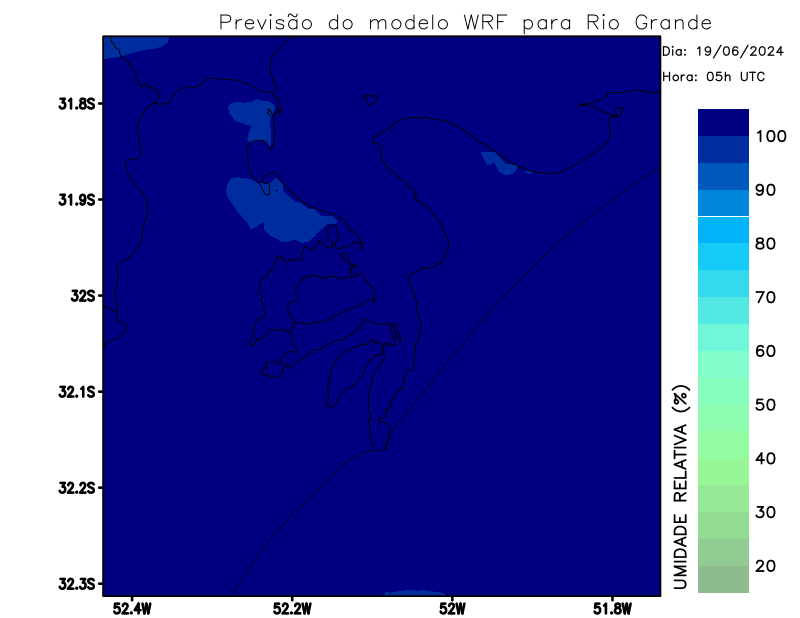 Previsão do modelo WRF para Rio Grande
Dia: 19/06/2024
Hora: 05h UTC
31.8S
31.9S
32S
32.1S
32.2S
32.3S
52.4W
52.2W
52W
51.8W
UMIDADE RELATIVA (%)
100
90
80
70
60
50
40
30
20